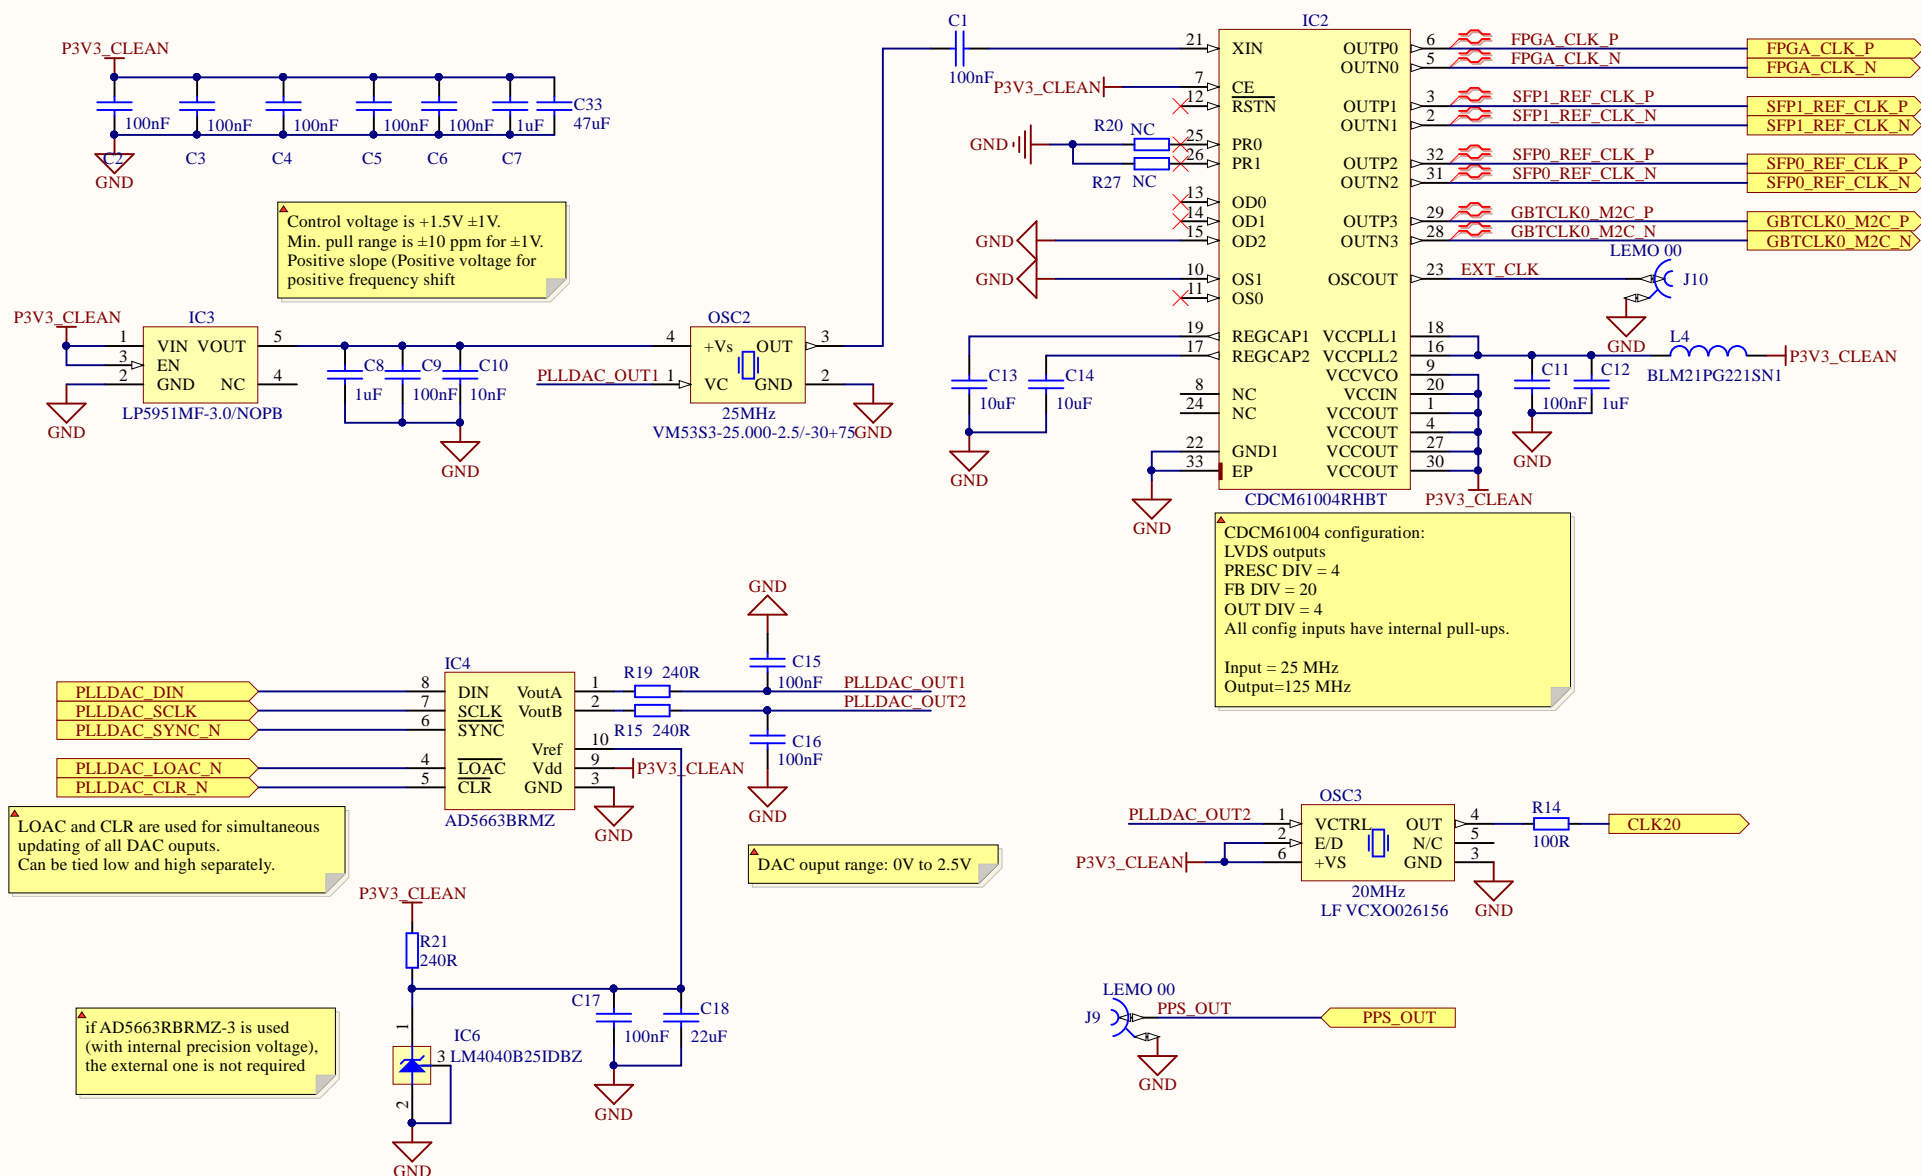 P3V3_CLEAN
100nF 100nF 100nF 100nF 100nF 1uF C33 47uF
C2 C3 C4 C5 C6 C7
GND
Control voltage is +1.5V ±1V.
Min. pull range is ±10 ppm for ±1V.
Positive slope (Positive voltage for
positive frequency shift
P3V3_CLEAN
IC3
1 VIN VOUT 5
3 EN
2 GND NC 4
LP5951MF-3.0/NOPB
GND
C8 1uF
C9 100nF
C10 10nF
GND
OSC2
4 +Vs OUT 3
PLLDAC_OUT1 1 VC GND 2
25MHz
VM53S3-25.000-2.5/-30+75
GND
C1
100nF
IC2
21 XIN
P3V3_CLEAN 7 CE
12 RSTN
R20 NC 25 PR0
GND
R27 NC 26 PR1
13 OD0
14 OD1
GND 15 OD2
GND 10 OS1
11 OS0
19 REGCAP1
17 REGCAP2
C13 10uF
C14 10uF
GND
8 NC
24 NC
22 GND1
33 EP
GND
OUTP0 6 FPGA_CLK_P FPGA_CLK_P
OUTN0 5 FPGA_CLK_N FPGA_CLK_N
OUTP1 3 SFP1_REF_CLK_P SFP1_REF_CLK_P
OUTN1 2 SFP1_REF_CLK_N SFP1_REF_CLK_N
OUTP2 32 SFP0_REF_CLK_P SFP0_REF_CLK_P
OUTN2 31 SFP0_REF_CLK_N SFP0_REF_CLK_N
OUTP3 29 GBTCLK0_M2C_P GBTCLK0_M2C_P
OUTN3 28 GBTCLK0_M2C_N GBTCLK0_M2C_N
LEMO 00
OSCOUT 23 EXT_CLK J10
GND
VCCPLL1 18
VCCPLL2 16
VCCVCO 9
VCCIN 20
VCCOUT 1
VCCOUT 4
VCCOUT 27
VCCOUT 30
L4
BLM21PG221SN1
P3V3_CLEAN
C11 100nF
C12 1uF
GND
CDCM61004RHBT
P3V3_CLEAN
CDCM61004 configuration:
LVDS outputs
PRESC DIV = 4
FB DIV = 20
OUT DIV = 4
All config inputs have internal pull-ups.
Input = 25 MHz
Output=125 MHz
GND
C15
100nF
IC4
PLLDAC_DIN 8 DIN VoutA 1 R19 240R PLLDAC_OUT1
PLLDAC_SCLK 7 SCLK VoutB 2 R15 240R PLLDAC_OUT2
PLLDAC_SYNC_N 6 SYNC
Vref 10
PLLDAC_LOAC_N 4 LOAC Vdd 9 P3V3_CLEAN
PLLDAC_CLR_N 5 CLR GND 3
AD5663BRMZ
GND
C16
100nF
GND
LOAC and CLR are used for simultaneous
updating of all DAC ouputs.
Can be tied low and high separately.
DAC ouput range: 0V to 2.5V
P3V3_CLEAN
R21
240R
if AD5663RBRMZ-3 is used
(with internal precision voltage),
the external one is not required
1
IC6
3 LM4040B25IDBZ
2
GND
C17
100nF
C18
22uF
GND
OSC3
PLLDAC_OUT2 1 VCTRL OUT 4 R14 100R CLK20
2 E/D N/C 5
P3V3_CLEAN 6 +VS GND 3
20MHz
LF VCXO026156
GND
LEMO 00
J9 PPS_OUT PPS_OUT
GND